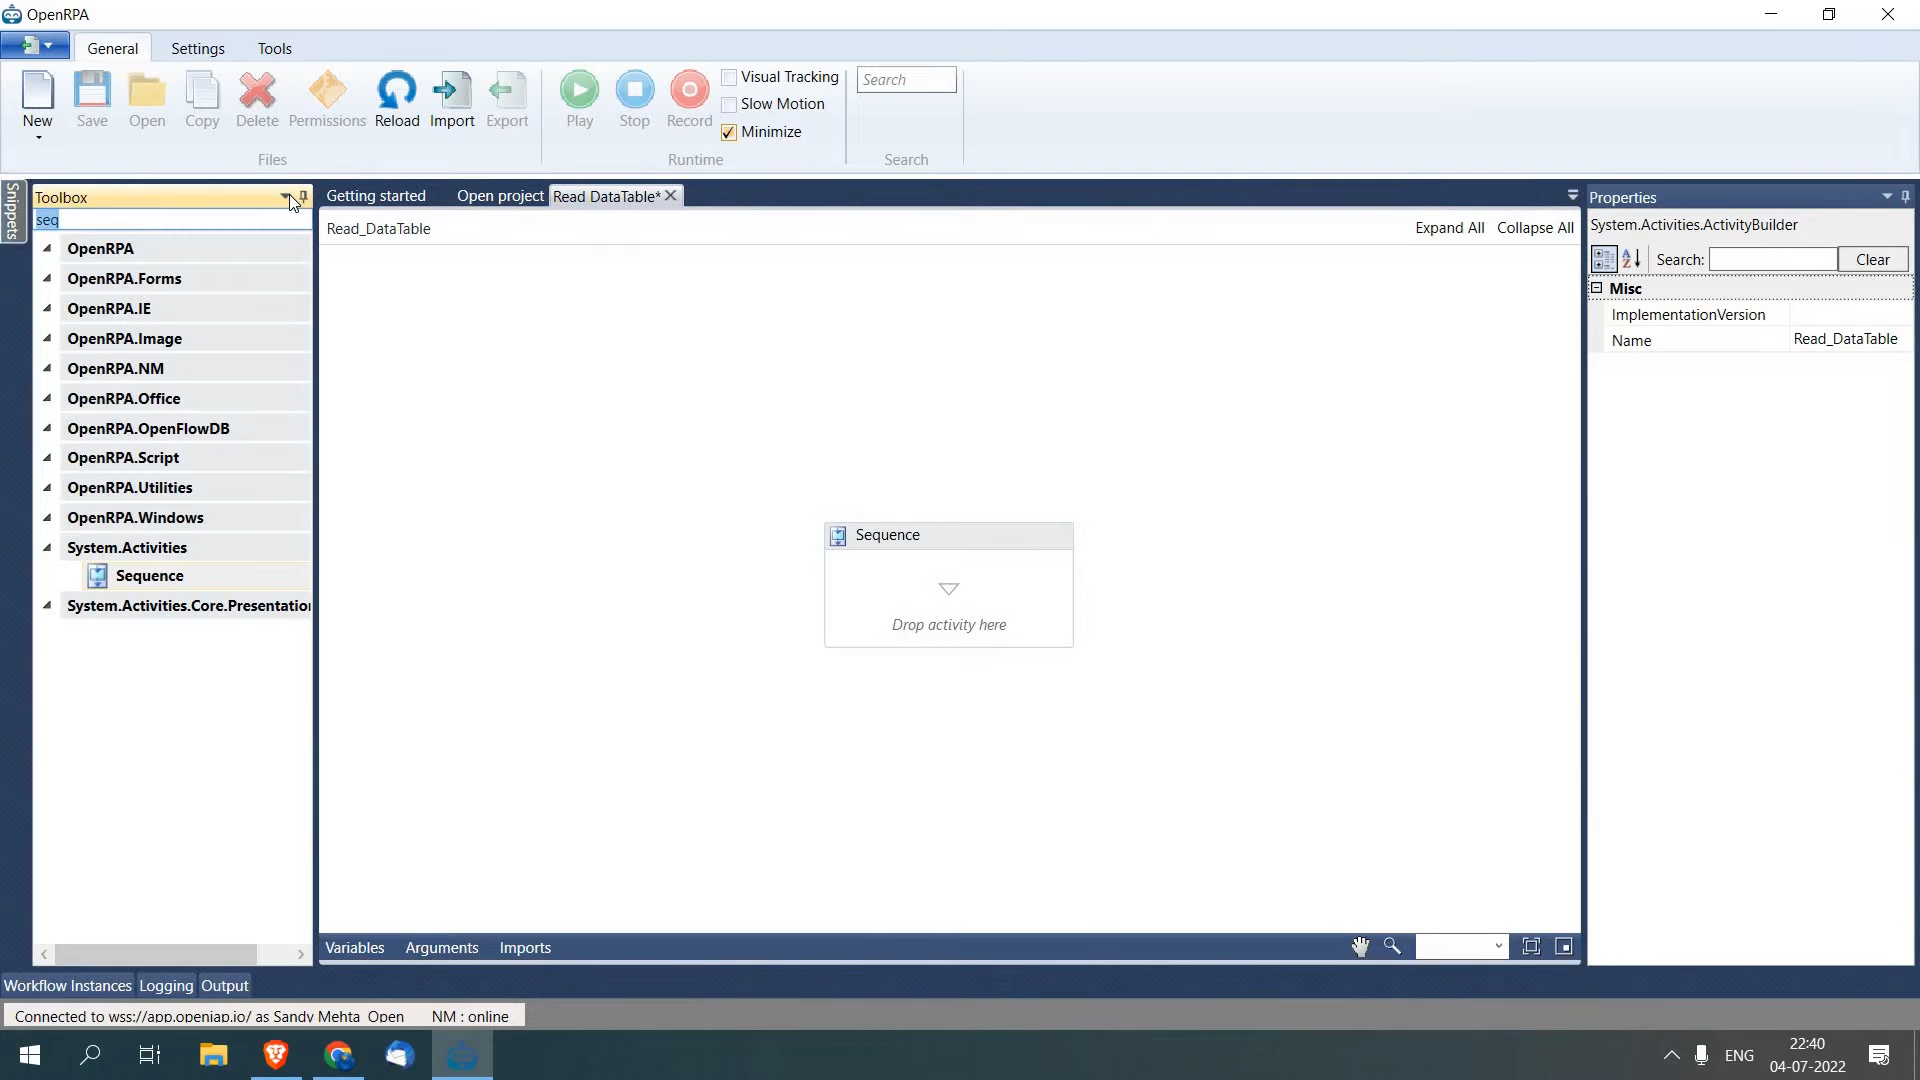 OpenRPA
General Settings Tools
New Save Open Copy Delete Permissions Reload Import Export Play Stop Record
Visual Tracking
Slow Motion
Minimize
Search
Files Runtime Search
Snippets
Toolbox
seq
OpenRPA
OpenRPA.Forms
OpenRPA.IE
OpenRPA.Image
OpenRPA.NM
OpenRPA.Office
OpenRPA.OpenFlowDB
OpenRPA.Script
OpenRPA.Utilities
OpenRPA.Windows
System.Activities
Sequence
System.Activities.Core.Presentation
Getting started Open project Read DataTable*
Read_DataTable Expand All Collapse All
Sequence
Drop activity here
Variables Arguments Imports
Properties
System.Activities.ActivityBuilder
Search: Clear
Misc
ImplementationVersion
Name Read_DataTable
Workflow Instances Logging Output
Connected to wss://app.openiap.io/ as Sandy Mehta_Open NM : online
ENG
22:40
04-07-2022